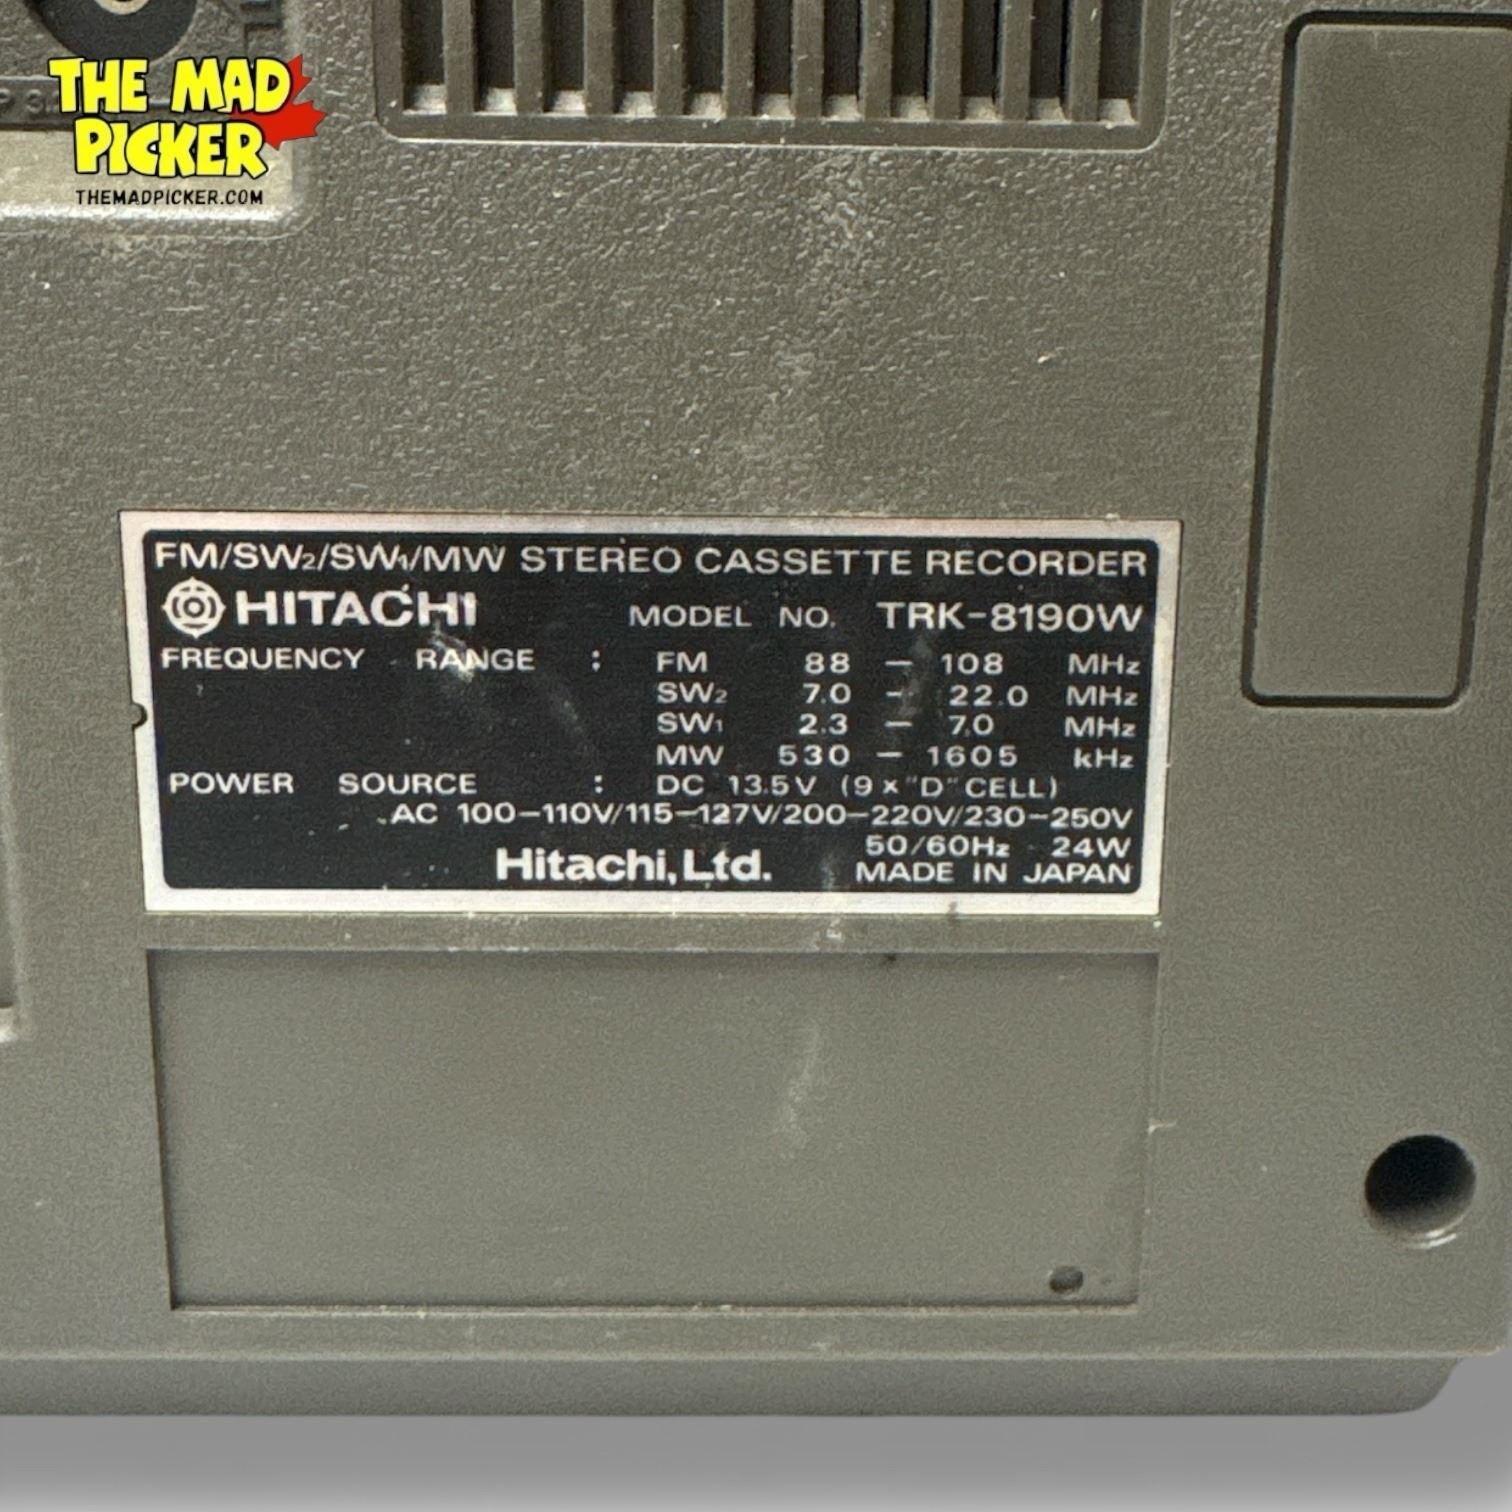 THE MAD
PICKER
THEMADPICKER.COM
FM/SW₂/SW₁/MW STEREO CASSETTE RECORDER
HITACHI MODEL NO. TRK-8190W
FREQUENCY RANGE : FM 88 — 108 MHz
SW₂ 7.0 — 22.0 MHz
SW₁ 2.3 — 7.0 MHz
MW 530 — 1605 kHz
POWER SOURCE : DC 13.5V (9 x "D" CELL)
AC 100–110V/115–127V/200–220V/230–250V
50/60Hz 24W
Hitachi, Ltd. MADE IN JAPAN